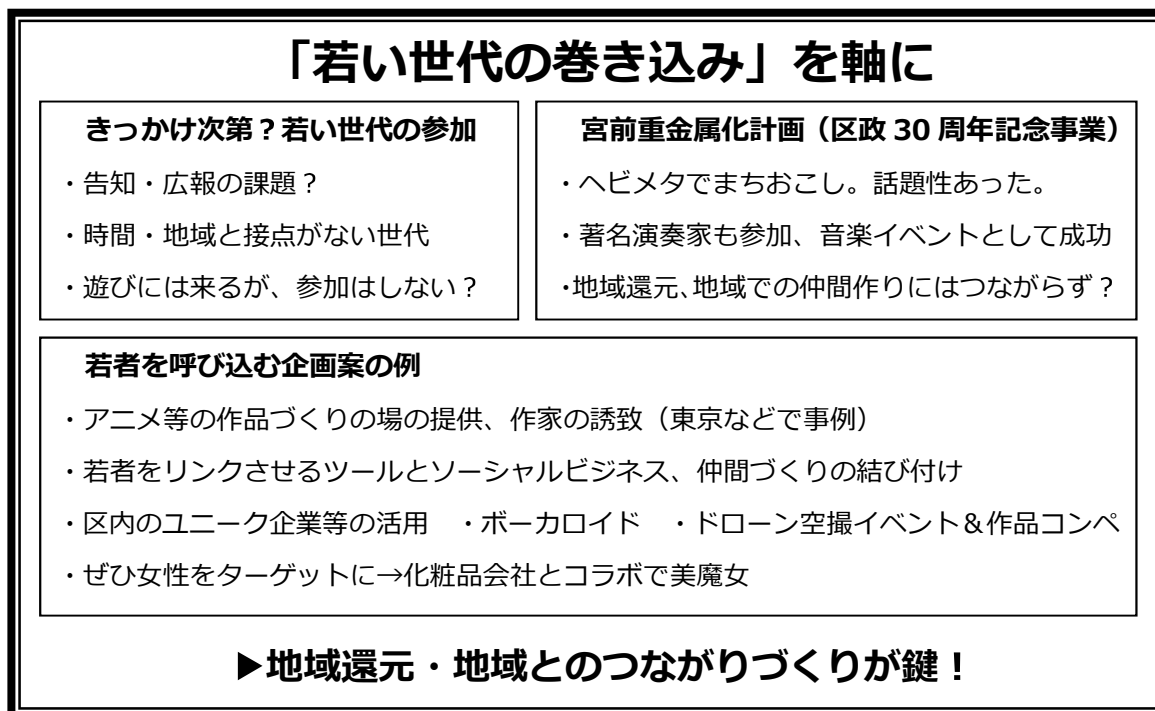 「若い世代の巻き込み」を軸に
きっかけ次第？若い世代の参加
・告知・広報の課題？
・時間・地域と接点がない世代
・遊びには来るが、参加はしない？
宮前重金属化計画（区政 30 周年記念事業）
・ヘビメタでまちおこし。話題性あった。
・著名演奏家も参加、音楽イベントとして成功
・地域還元、地域での仲間作りにはつながらず？
若者を呼び込む企画案の例
・アニメ等の作品づくりの場の提供、作家の誘致（東京などで事例）
・若者をリンクさせるツールとソーシャルビジネス、仲間づくりの結び付け
・区内のユニーク企業等の活用　・ボーカロイド　・ドローン空撮イベント＆作品コンペ
・ぜひ女性をターゲットに→化粧品会社とコラボで美魔女
▶地域還元・地域とのつながりづくりが鍵！